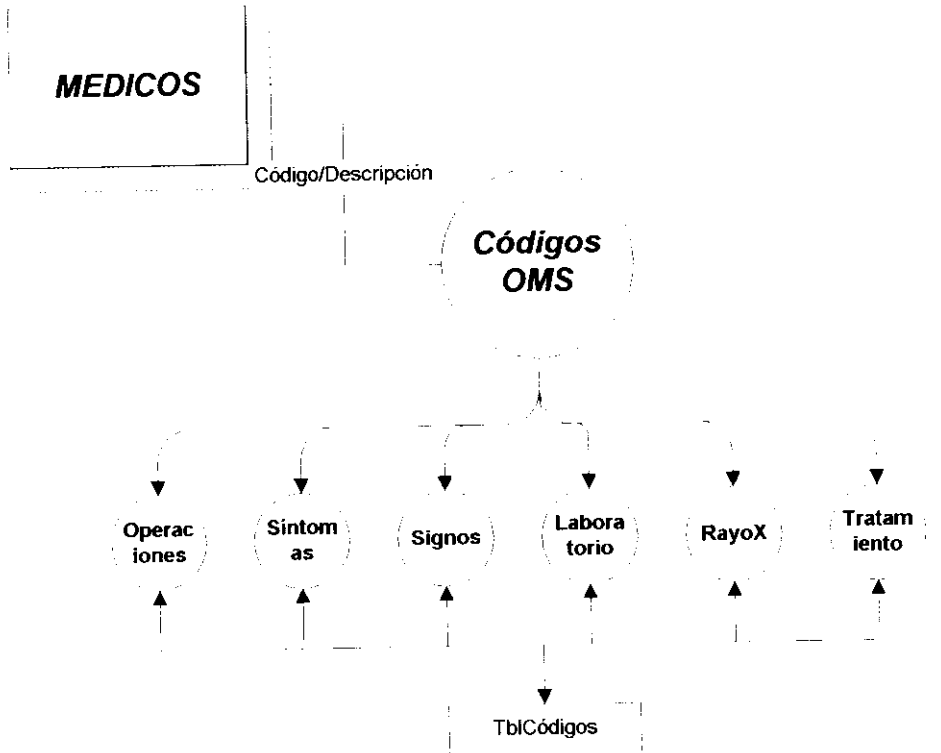 MEDICOS
Código/Descripción
Códigos
OMS
Operac
iones
Sintom
as
Signos
Labora
torio
RayoX
Tratam
iento
TblCódigos